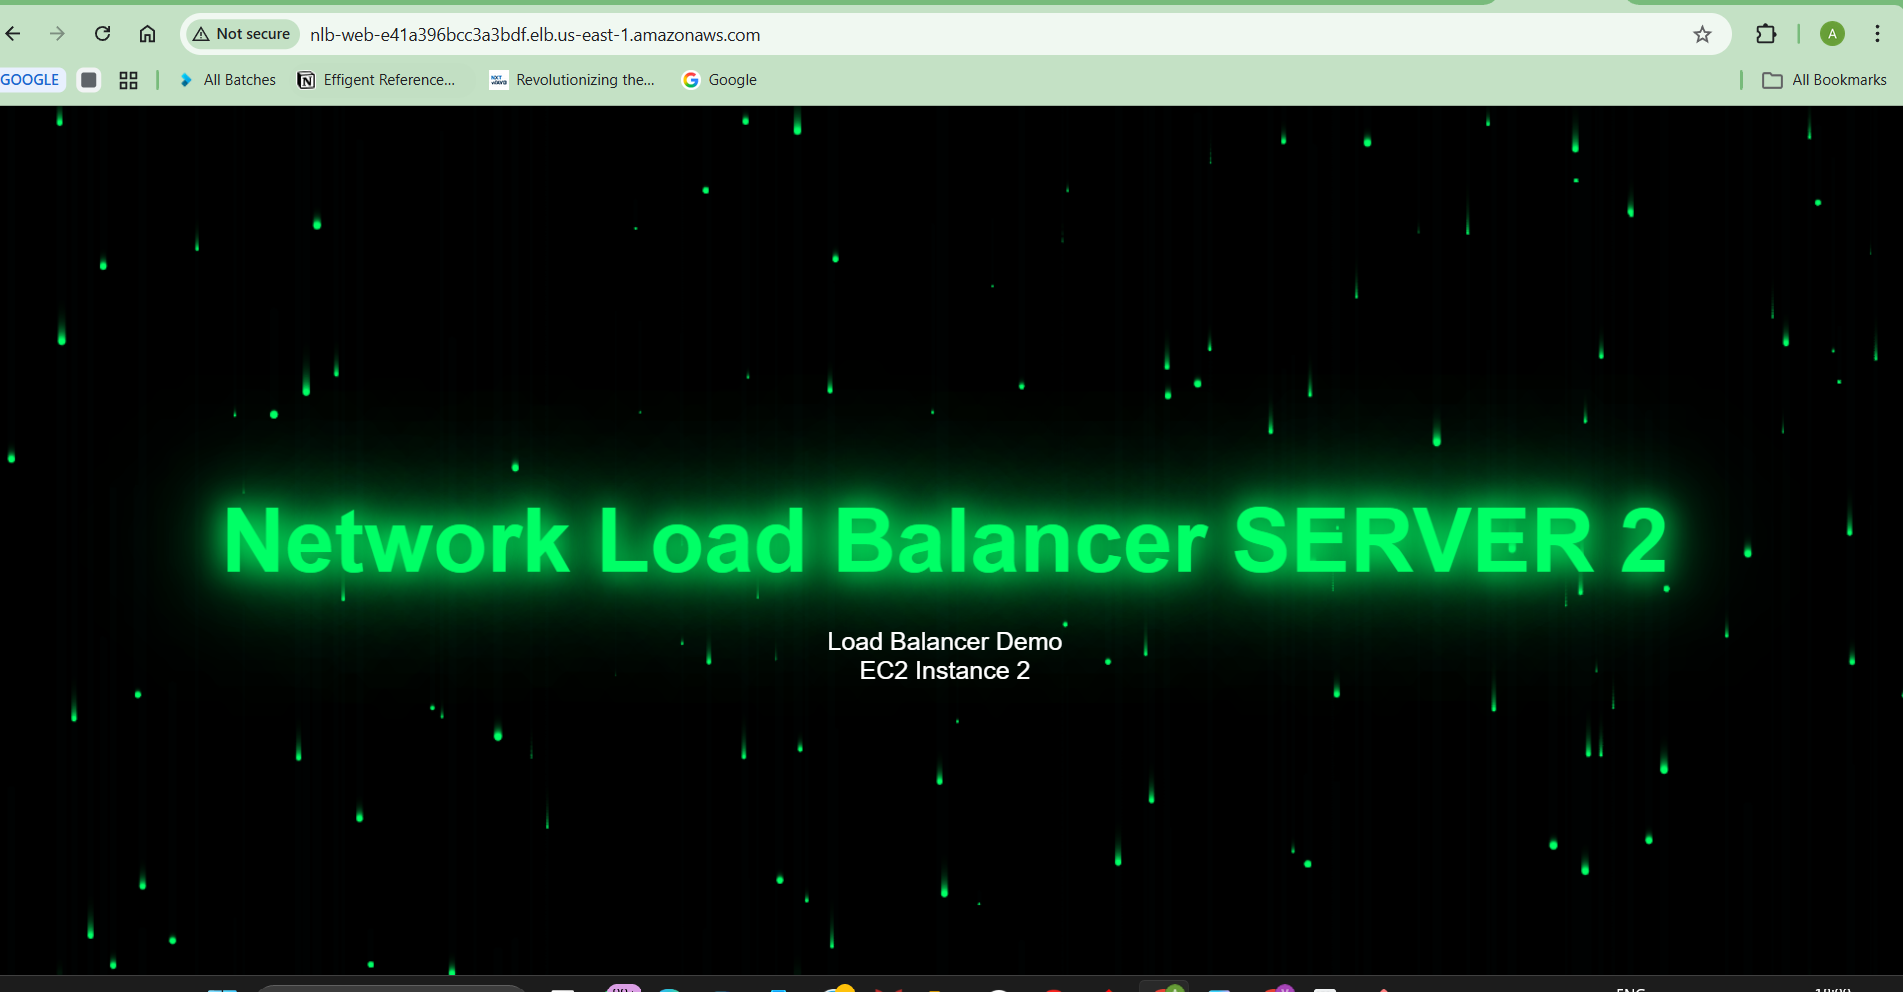 Not secure nlb-web-e41a396bcc3a3bdf.elb.us-east-1.amazonaws.com A
GOOGLE All Batches Effigent Reference... Revolutionizing the... Google All Bookmarks
Network Load Balancer SERVER 2
Load Balancer Demo
EC2 Instance 2